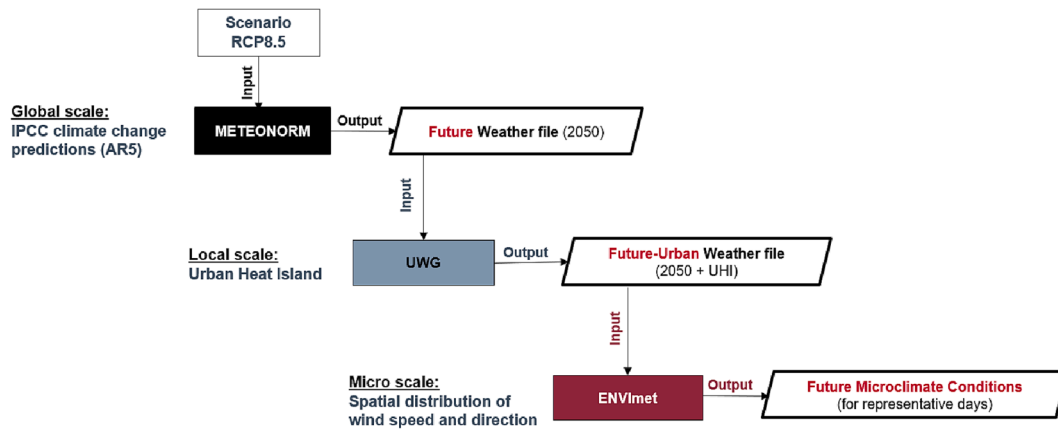 Scenario
RCP8.5
Input
Global scale:
IPCC climate change
predictions (AR5)
METEONORM
Output
Future Weather file (2050)
Input
Local scale:
Urban Heat Island
UWG
Output
Future-Urban Weather file
(2050 + UHI)
Input
Micro scale:
Spatial distribution of
wind speed and direction
ENVImet
Output
Future Microclimate Conditions
(for representative days)